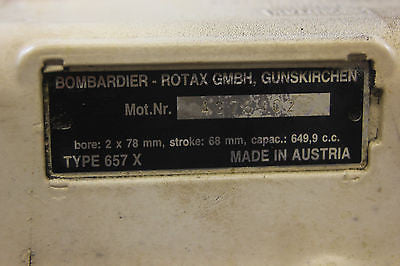 BOMBARDIER - ROTAX GMBH, GUNSKIRCHEN
Mot.Nr.
bore: 2 x 78 mm, stroke: 68 mm, capac.: 649,9 c.c.
TYPE 657 X MADE IN AUSTRIA